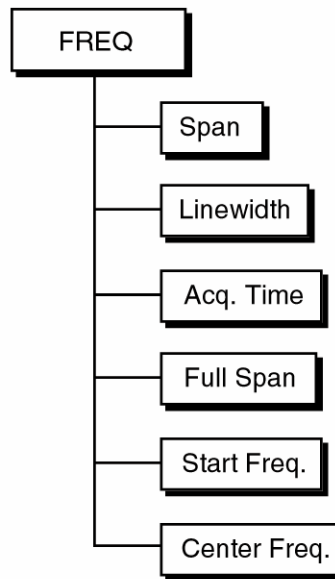 FREQ
Span
Linewidth
Acq. Time
Full Span
Start Freq.
Center Freq.